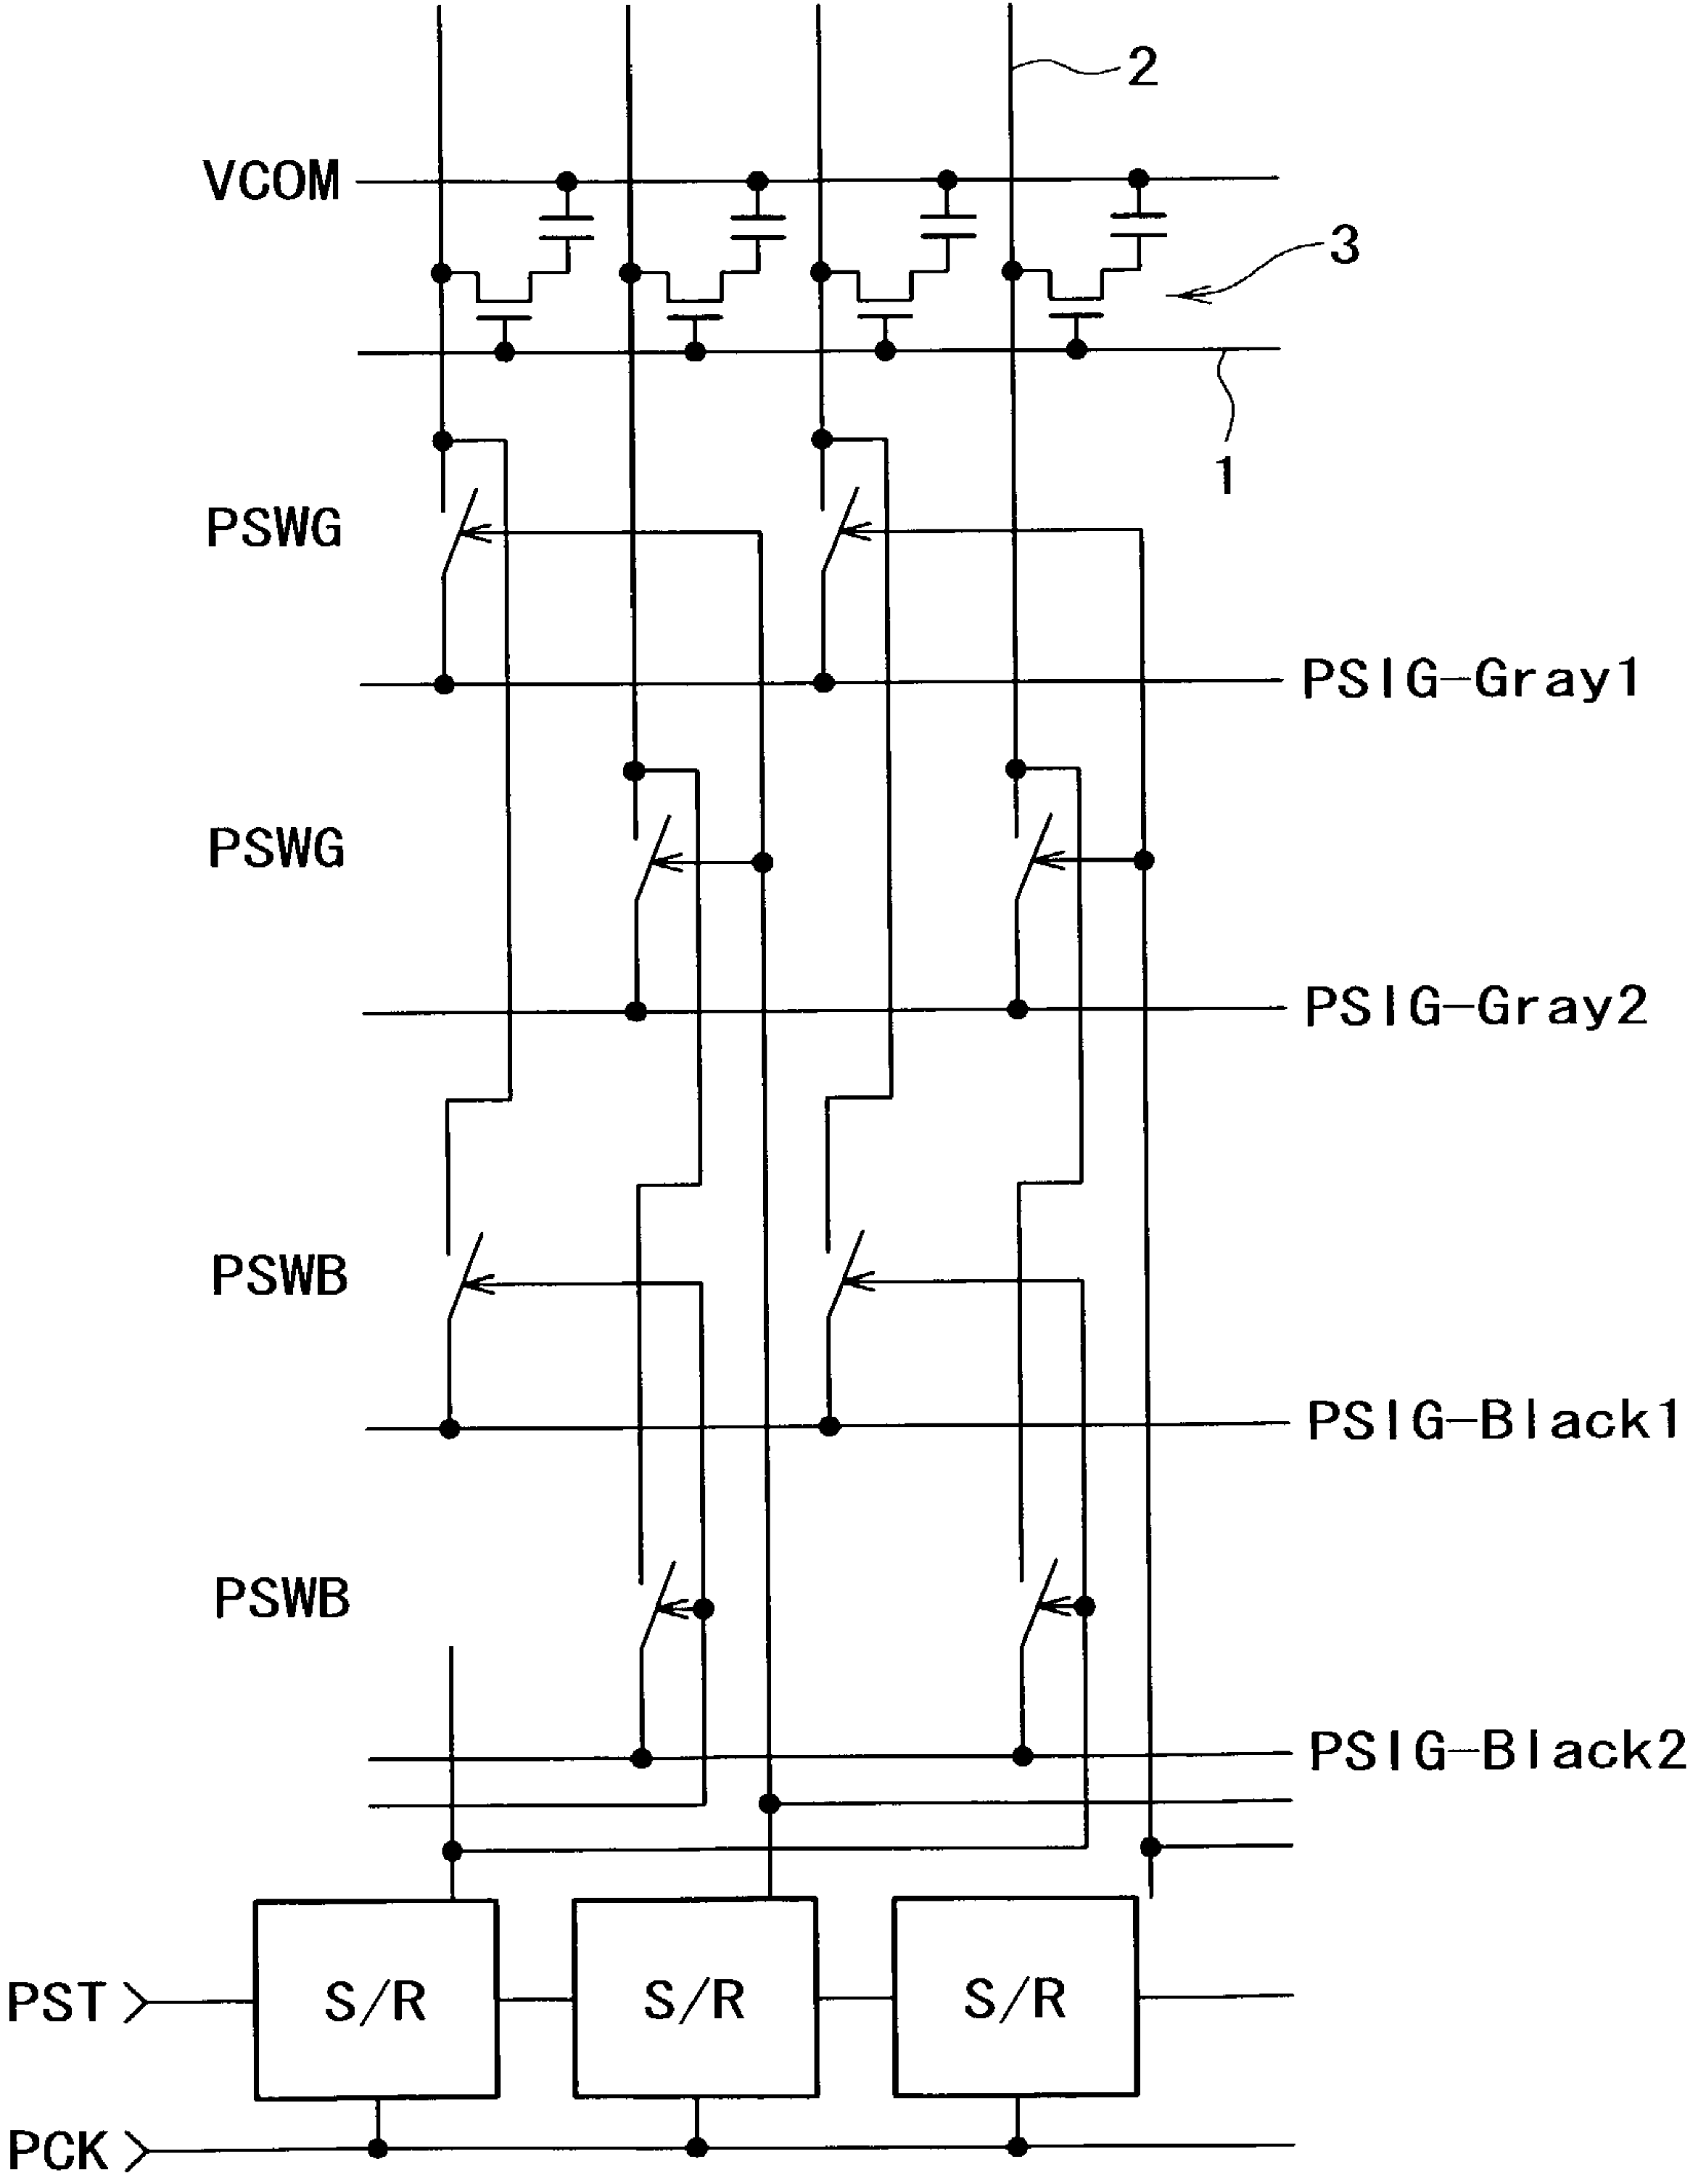 2
VCOM
3
1
PSWG
PSIG-Gray1
PSWG
PSIG-Gray2
PSWB
PSIG-Black1
PSWB
PSIG-Black2
PST S/R S/R S/R
PCK